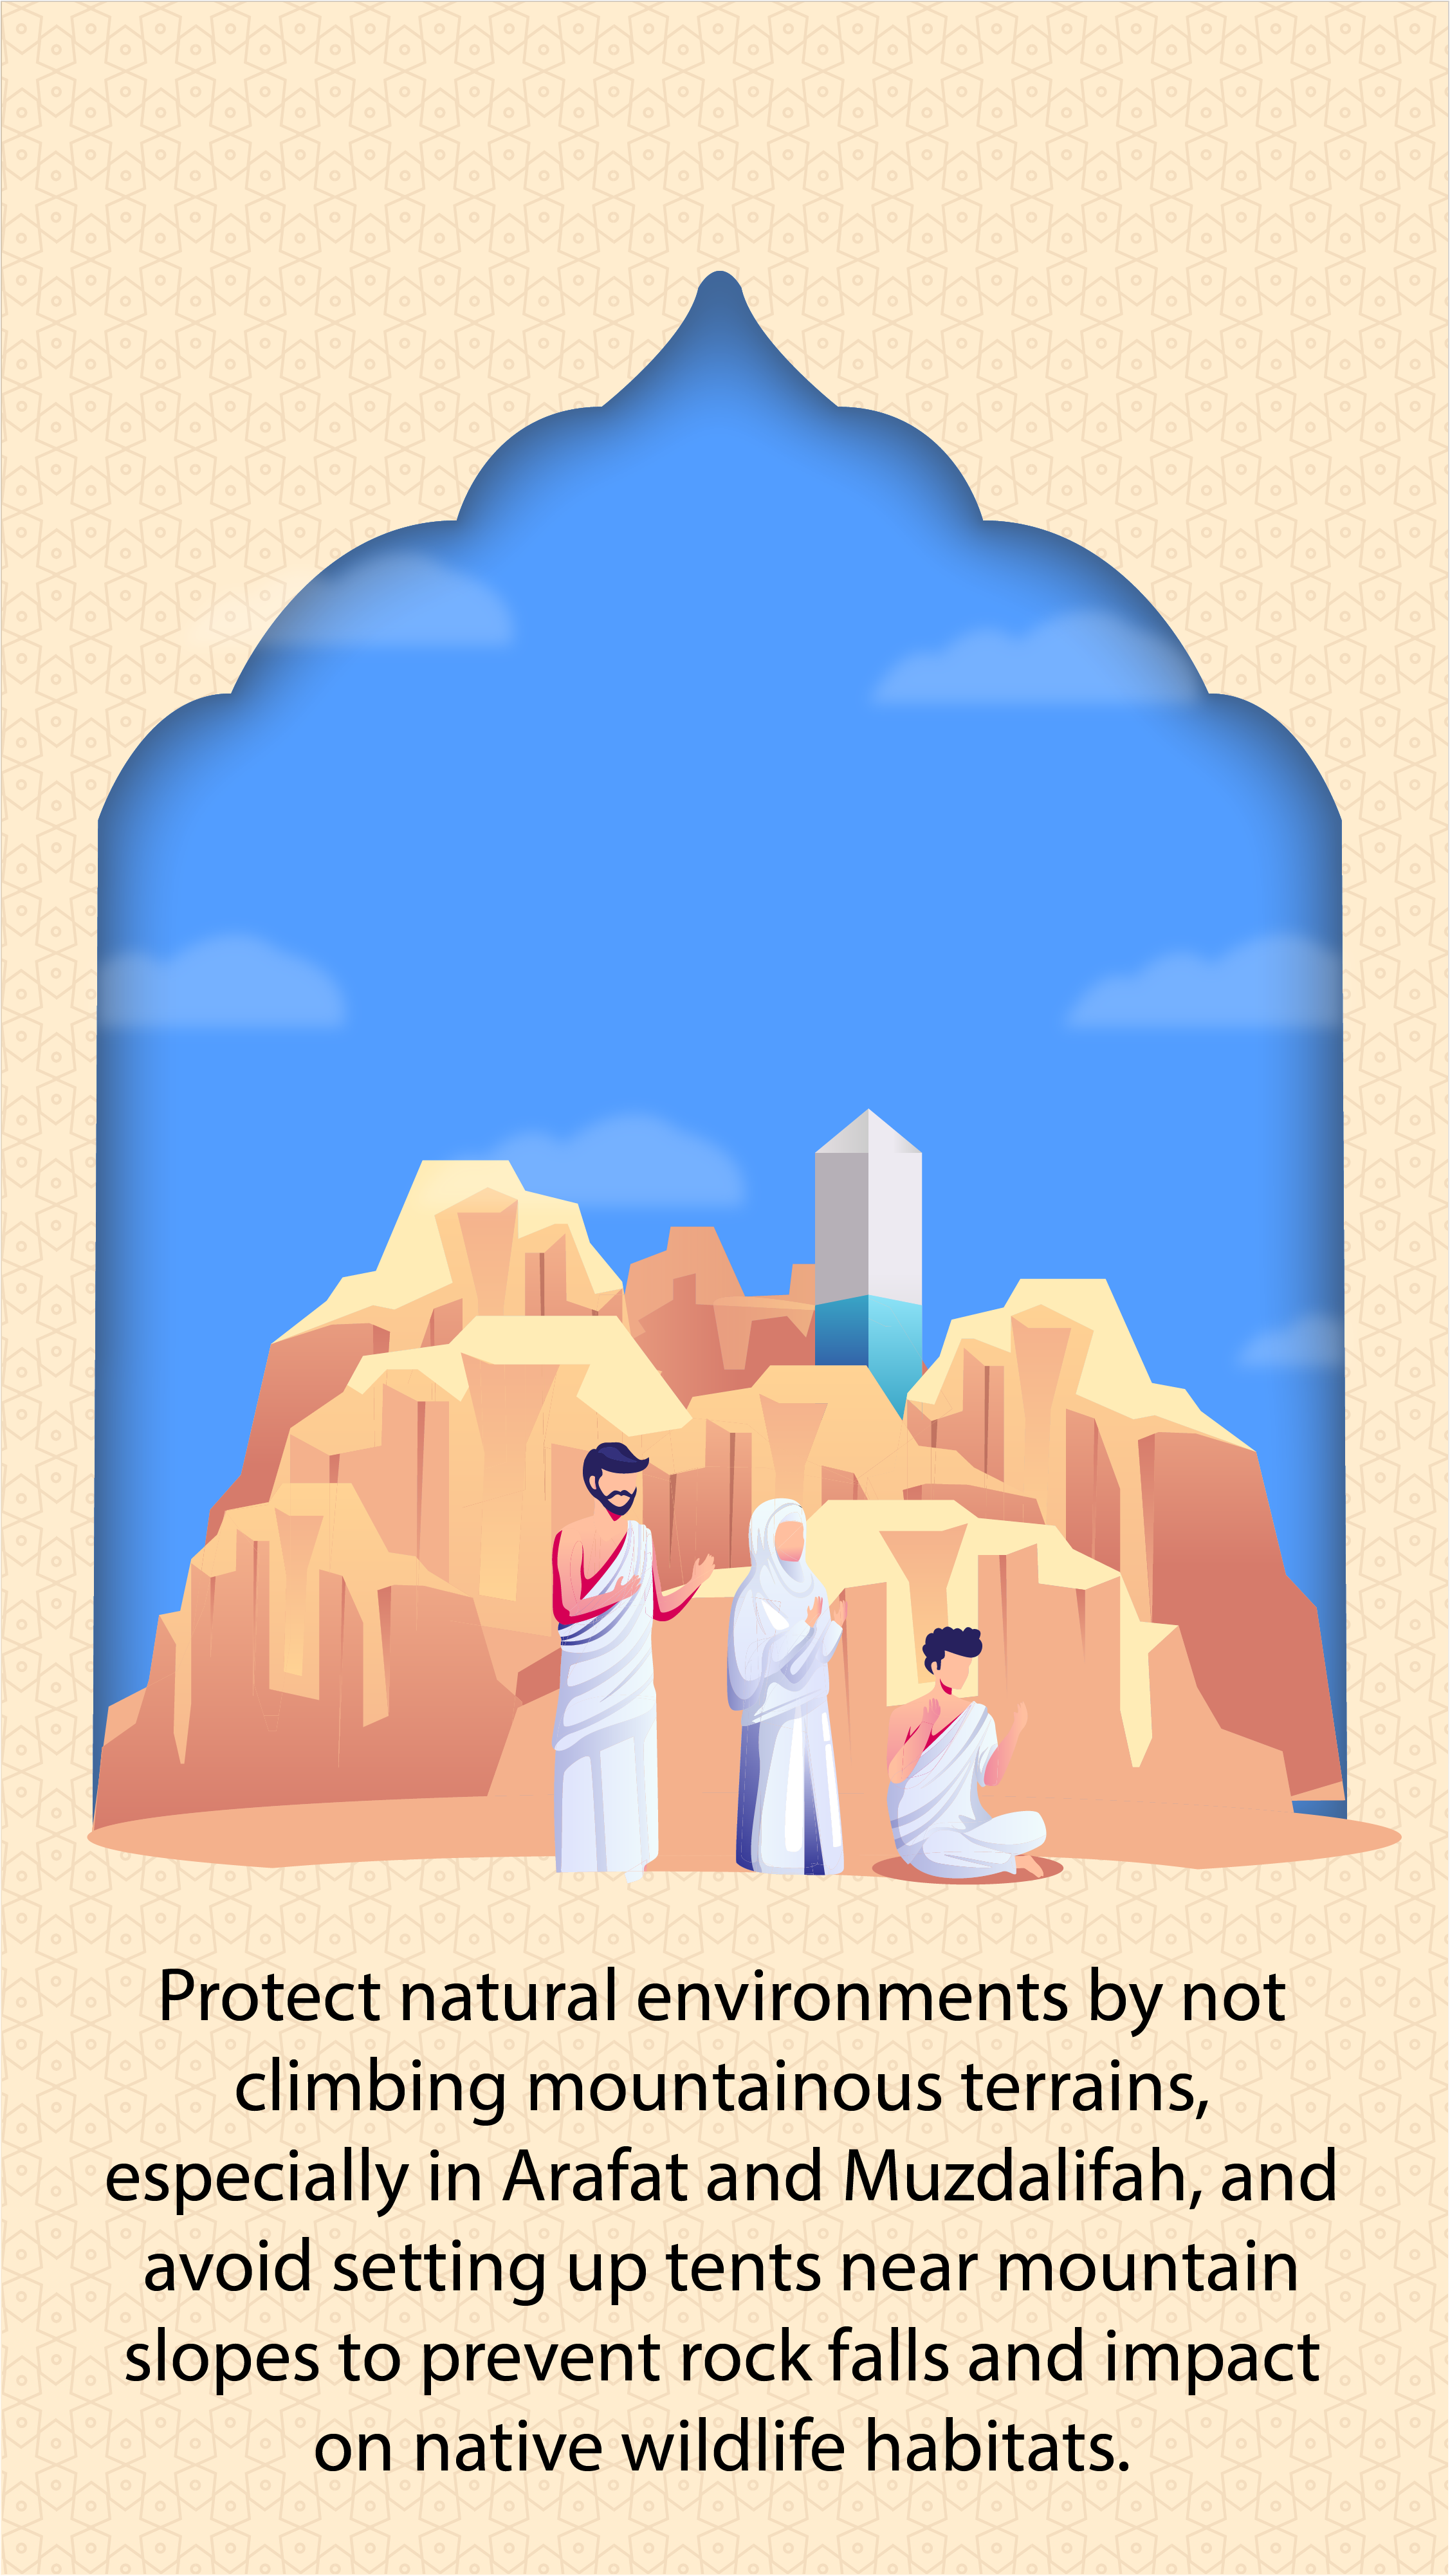 Protect natural environments by not
climbing mountainous terrains,
especially in Arafat and Muzdalifah, and
avoid setting up tents near mountain
slopes to prevent rock falls and impact
on native wildlife habitats.